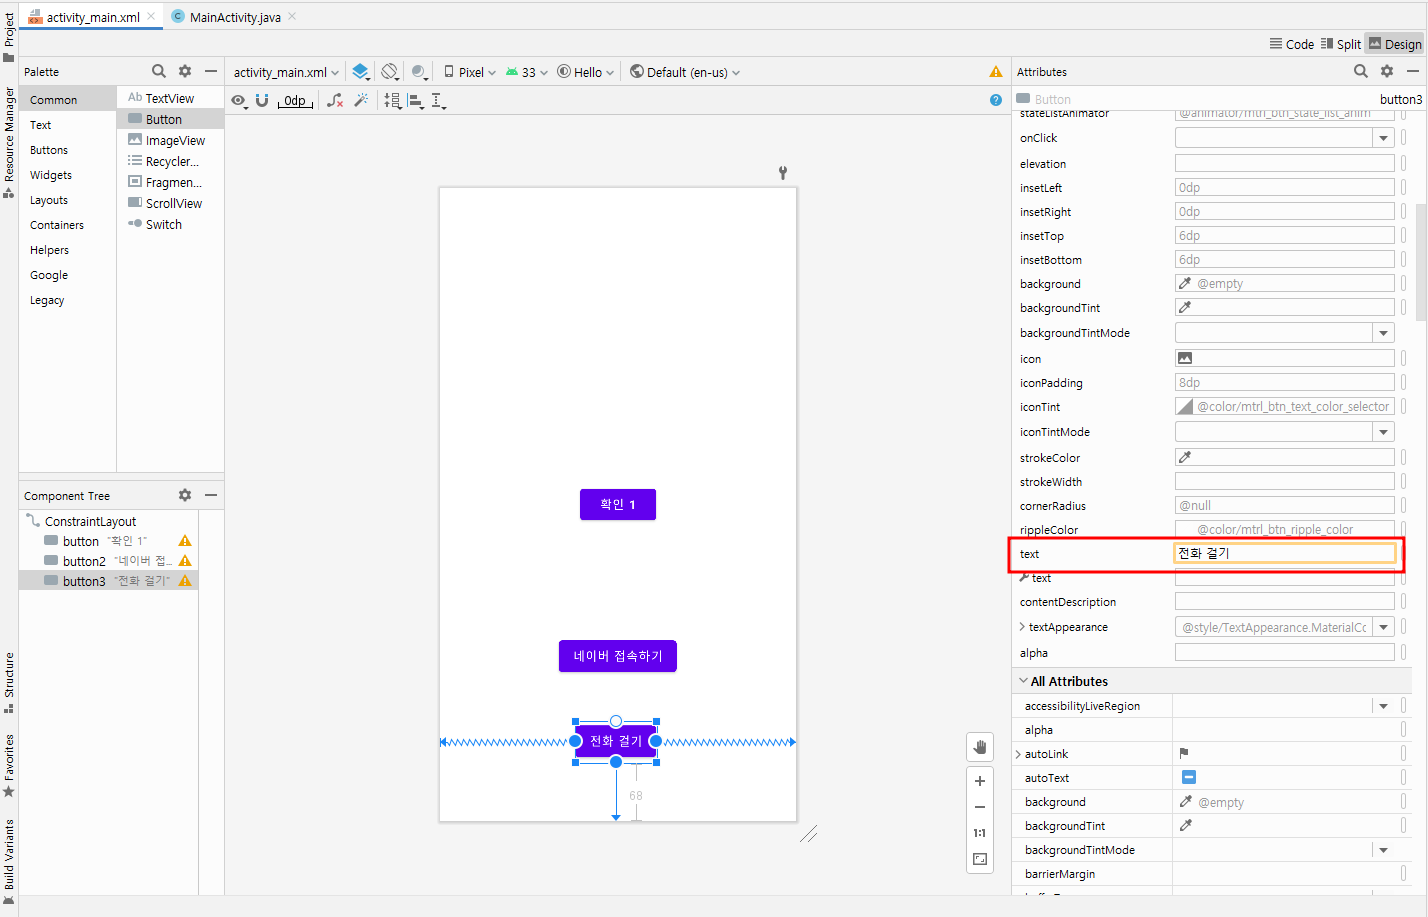 activity_main.xml
MainActivity.java
Project
Resource Manager
Structure
Favorites
Build Variants
Code
Split
Design
Palette
Common
Text
Buttons
Widgets
Layouts
Containers
Helpers
Google
Legacy
Ab TextView
Button
ImageView
Recycler...
Fragmen...
ScrollView
Switch
Component Tree
ConstraintLayout
button "확인 1"
button2 "네이버 접...
button3 "전화 걸기"
activity_main.xml
Pixel
33
Hello
Default (en-us)
0dp
확인 1
네이버 접속하기
전화 걸기
68
1:1
Attributes
Button button3
stateListAnimator @animator/mtrl_btn_state_list_anim
onClick
elevation
insetLeft 0dp
insetRight 0dp
insetTop 6dp
insetBottom 6dp
background @empty
backgroundTint
backgroundTintMode
icon
iconPadding 8dp
iconTint @color/mtrl_btn_text_color_selector
iconTintMode
strokeColor
strokeWidth
cornerRadius @null
rippleColor @color/mtrl_btn_ripple_color
text 전화 걸기
text
contentDescription
textAppearance @style/TextAppearance.MaterialCo
alpha
All Attributes
accessibilityLiveRegion
alpha
autoLink
autoText
background @empty
backgroundTint
backgroundTintMode
barrierMargin